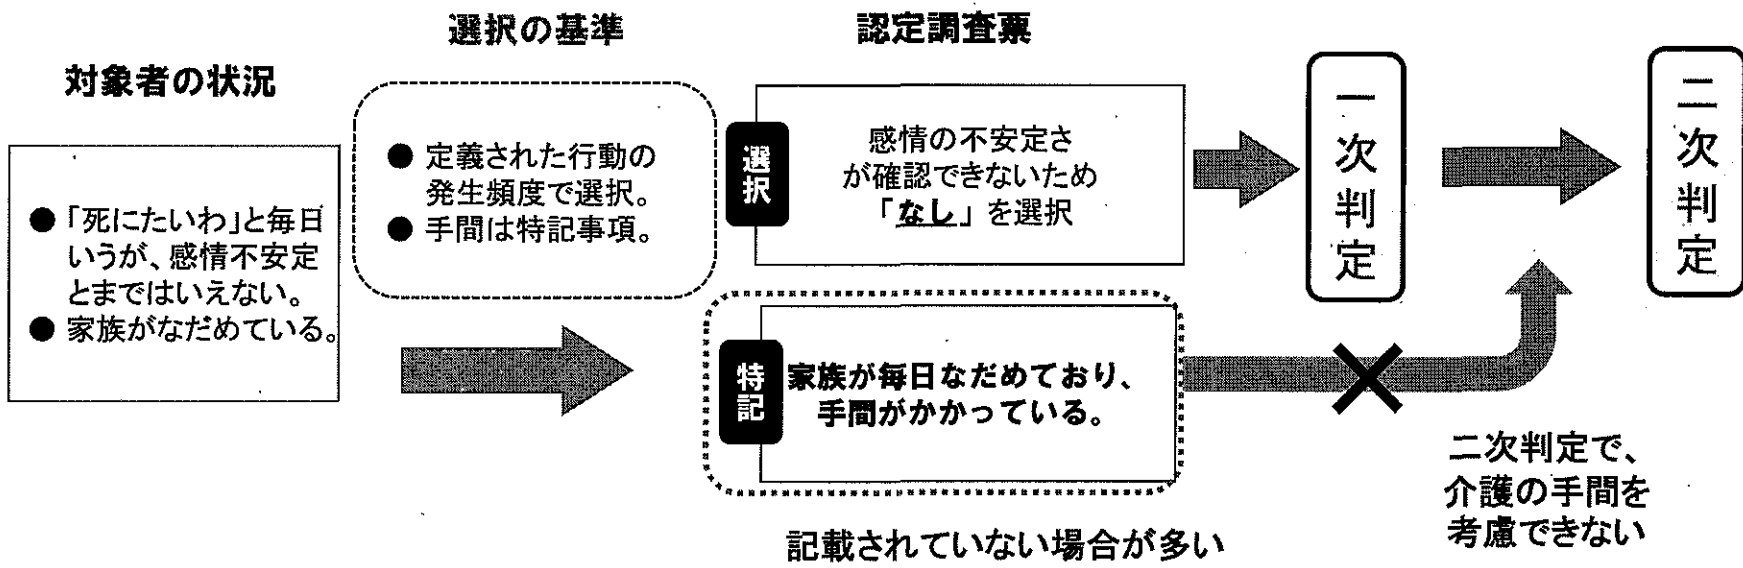 対象者の状況
● 「死にたいわ」と毎日
いうが、感情不安定
とまではいえない。
● 家族がなだめている。
選択の基準
● 定義された行動の
発生頻度で選択。
● 手間は特記事項。
認定調査票
選択
感情の不安定さ
が確認できないため
「なし」を選択
特記
家族が毎日なだめており、
手間がかかっている。
記載されていない場合が多い
一次判定
二次判定
二次判定で、
介護の手間を
考慮できない